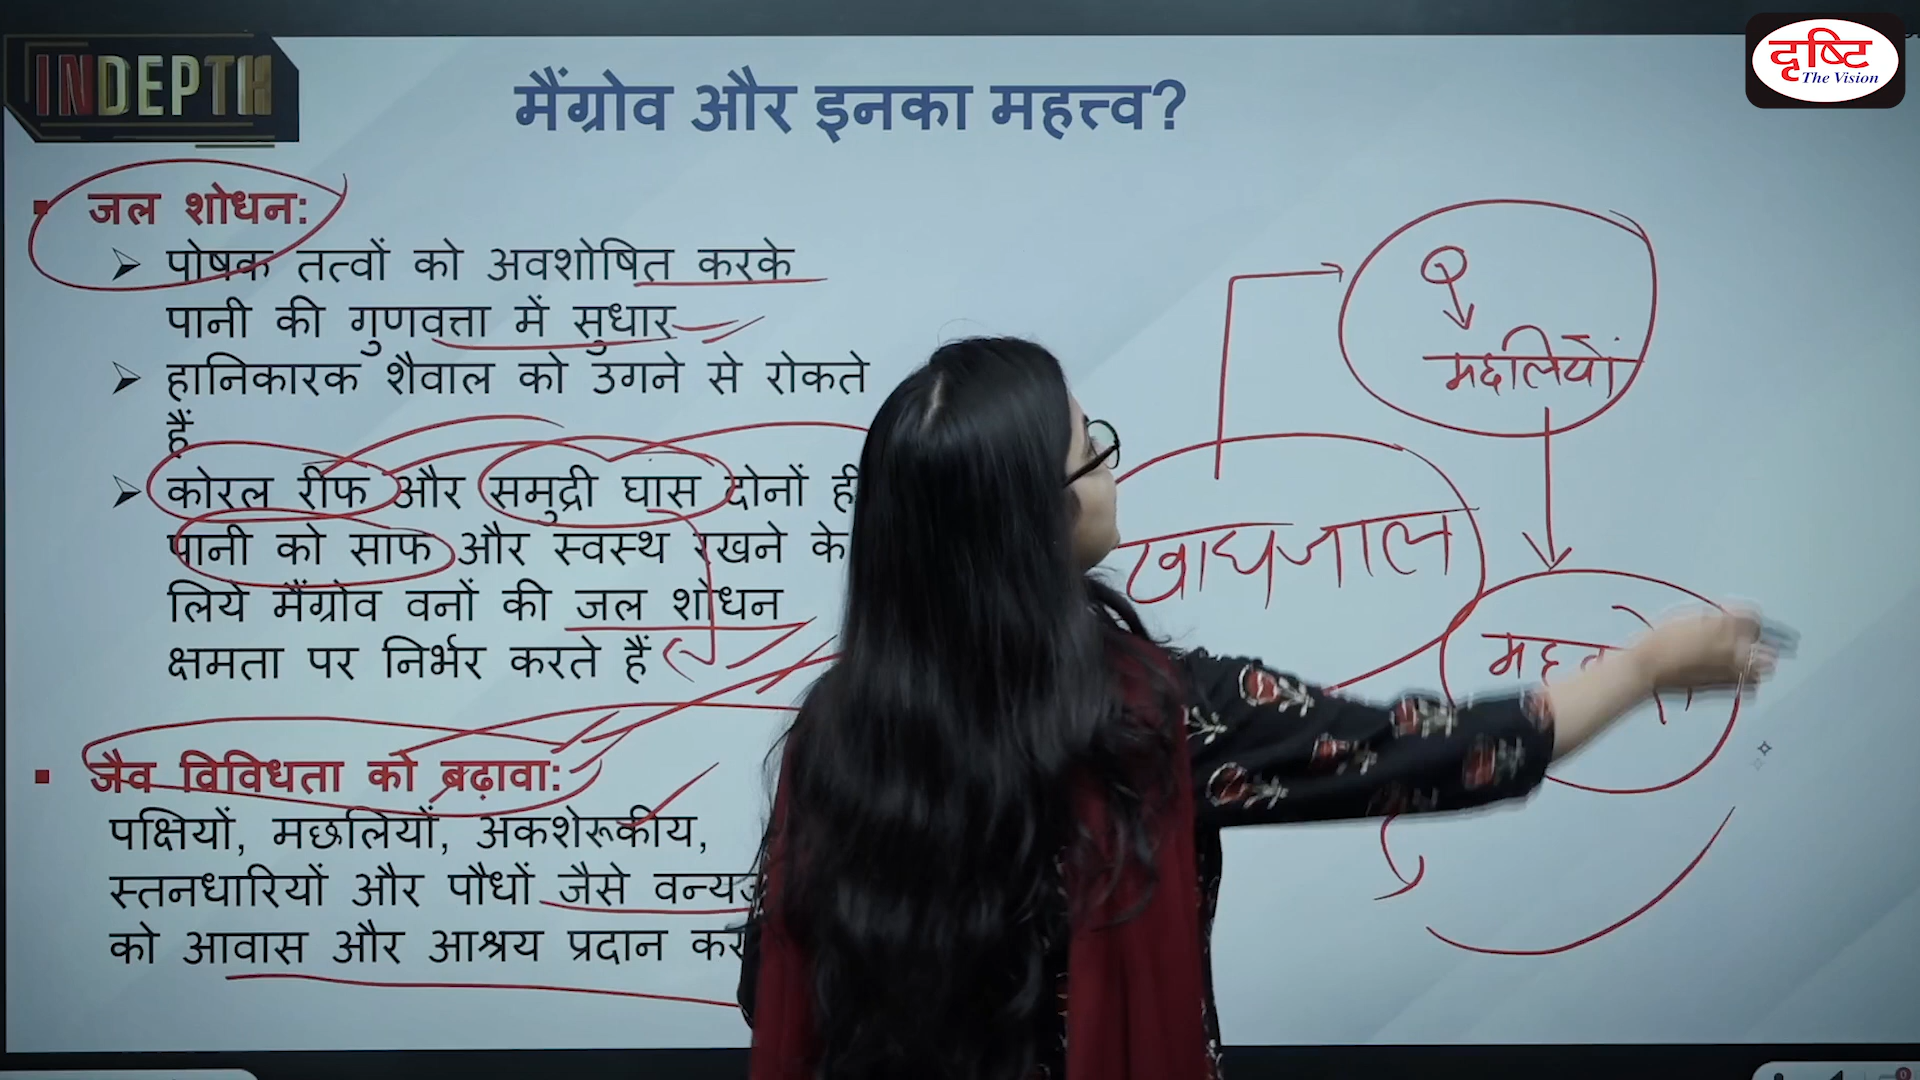 INDEPTH
दृष्टि
The Vision
मैंग्रोव और इनका महत्त्व?
जल शोधन:
पोषक तत्वों को अवशोषित करके
पानी की गुणवत्ता में सुधार
हानिकारक शैवाल को उगने से रोकते
हैं
कोरल रीफ और समुद्री घास दोनों ही
पानी को साफ और स्वस्थ रखने के
लिये मैंग्रोव वनों की जल शोधन
क्षमता पर निर्भर करते हैं
जैव विविधता को बढ़ावा:
पक्षियों, मछलियों, अकशेरूकीय,
स्तनधारियों और पौधों जैसे
को आवास और आश्रय प्रदान
मछलियों
खाद्यजाल